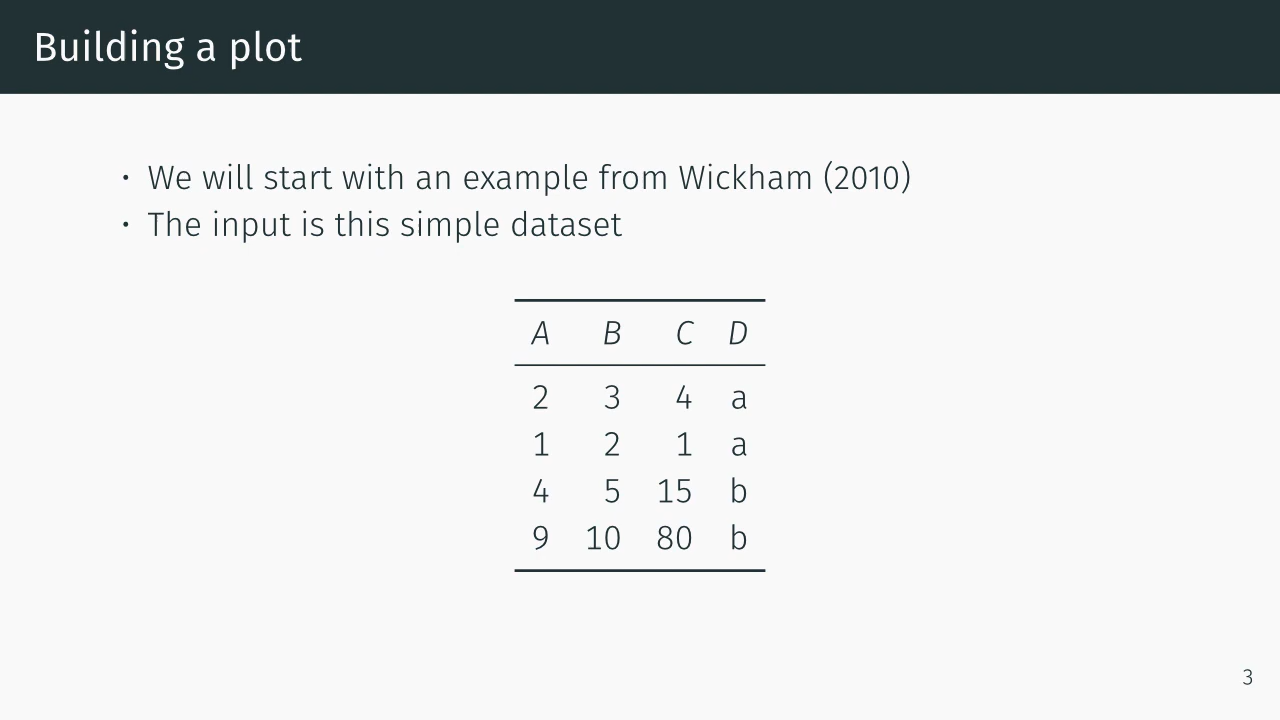 Building a plot
· We will start with an example from Wickham (2010)
· The input is this simple dataset
A B C D
2 3 4 a
1 2 1 a
4 5 15 b
9 10 80 b
3